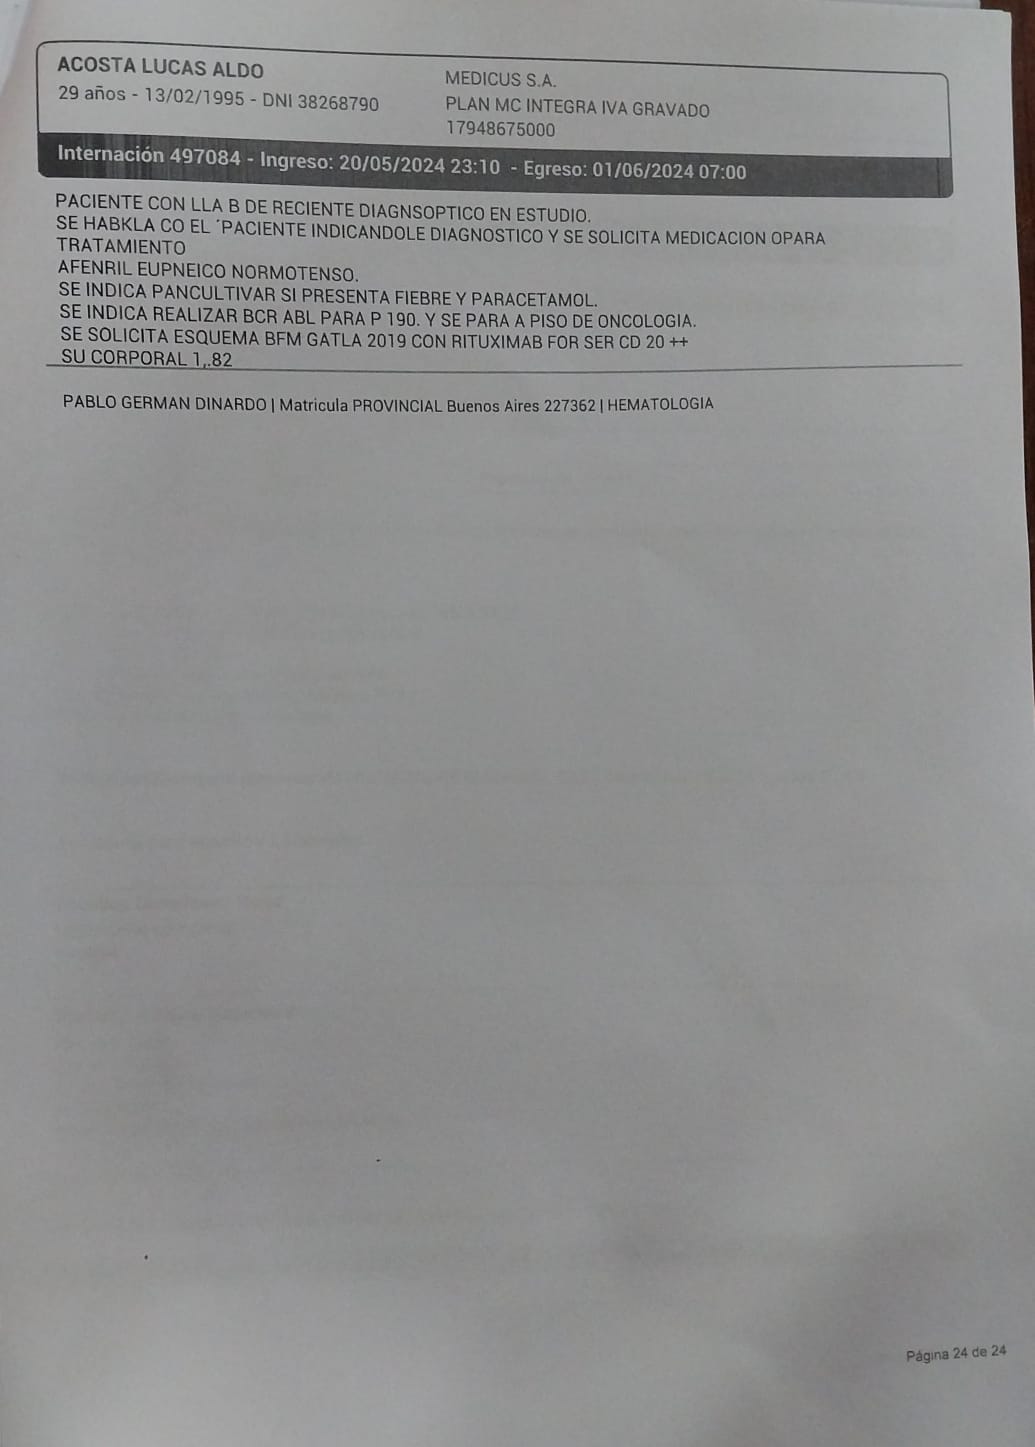 ACOSTA LUCAS ALDO
29 años - 13/02/1995 - DNI 38268790
MEDICUS S.A.
PLAN MC INTEGRA IVA GRAVADO
17948675000
Internación 497084 - Ingreso: 20/05/2024 23:10 - Egreso: 01/06/2024 07:00
PACIENTE CON LLA B DE RECIENTE DIAGNSOPTICO EN ESTUDIO.
SE HABKLA CO EL ´PACIENTE INDICANDOLE DIAGNOSTICO Y SE SOLICITA MEDICACION OPARA
TRATAMIENTO
AFENRIL EUPNEICO NORMOTENSO.
SE INDICA PANCULTIVAR SI PRESENTA FIEBRE Y PARACETAMOL.
SE INDICA REALIZAR BCR ABL PARA P 190. Y SE PARA A PISO DE ONCOLOGIA.
SE SOLICITA ESQUEMA BFM GATLA 2019 CON RITUXIMAB FOR SER CD 20 ++
SU CORPORAL 1,.82
PABLO GERMAN DINARDO | Matricula PROVINCIAL Buenos Aires 227362 | HEMATOLOGIA
Página 24 de 24